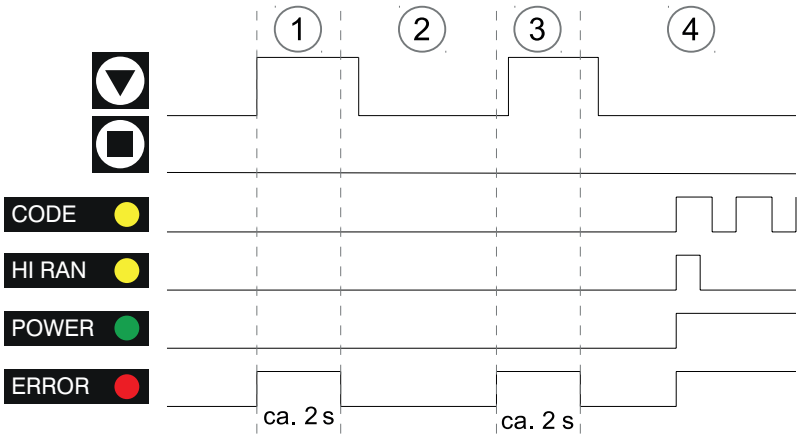 1 2 3 4
CODE
HI RAN
POWER
ERROR
ca. 2 s ca. 2 s